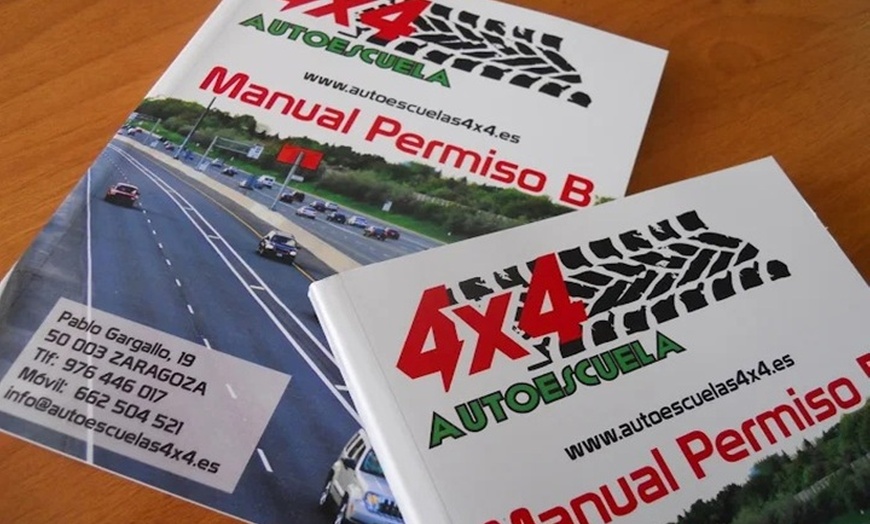 4x4
AUTOESCUELA
www.autoescuelas4x4.es
Manual Permiso B
Pablo Gargallo, 19
50 003 ZARAGOZA
Tlf: 976 446 017
Móvil: 662 504 521
info@autoescuelas4x4.es
4x4
AUTOESCUELA
www.autoescuelas4x4.es
Manual Permiso B